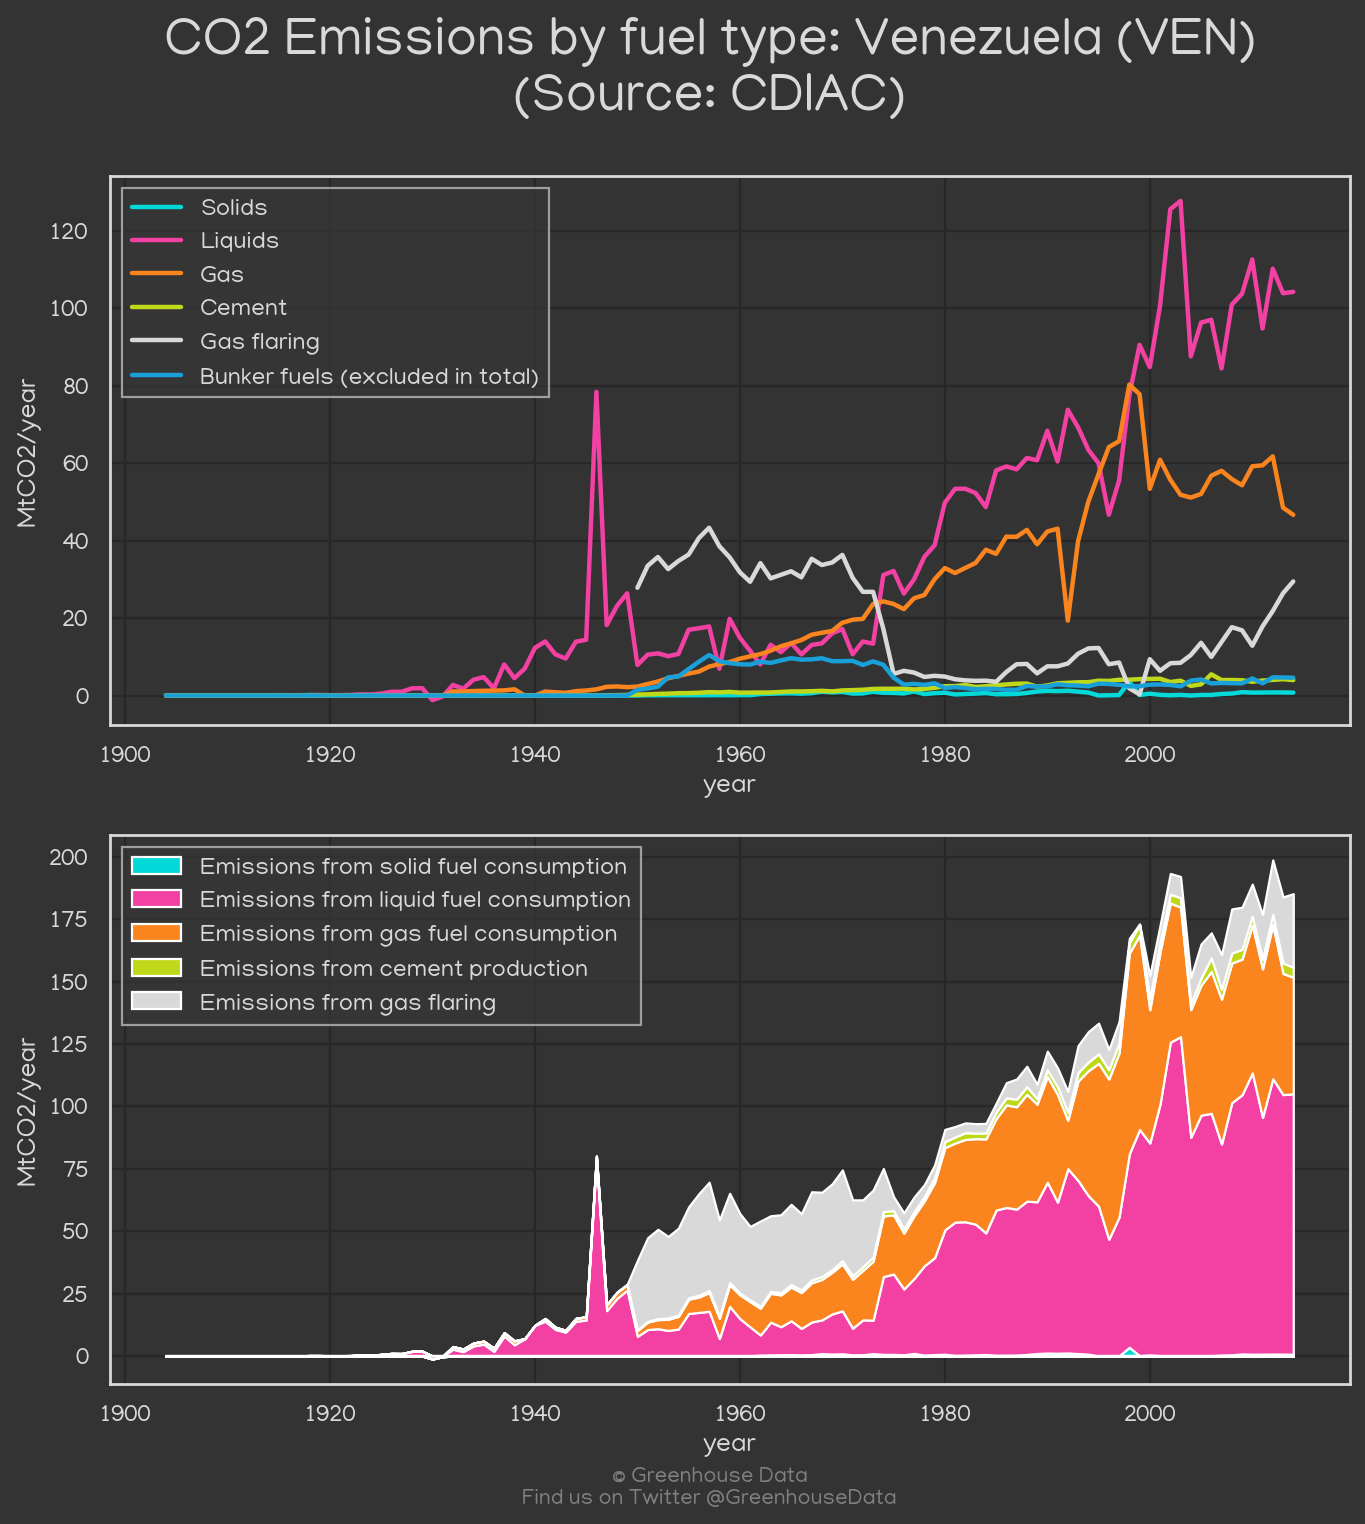 CO2 Emissions by fuel type: Venezuela (VEN)
(Source: CDIAC)
Solids
Liquids
Gas
Cement
Gas flaring
Bunker fuels (excluded in total)
120
100
80
60
40
20
0
MtCO2/year
1900 1920 1940 1960 1980 2000
year
Emissions from solid fuel consumption
Emissions from liquid fuel consumption
Emissions from gas fuel consumption
Emissions from cement production
Emissions from gas flaring
200
175
150
125
100
75
50
25
0
MtCO2/year
1900 1920 1940 1960 1980 2000
year
© Greenhouse Data
Find us on Twitter @GreenhouseData